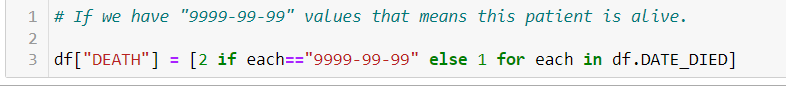 1 # If we have "9999-99-99" values that means this patient is alive.
2
3 df["DEATH"] = [2 if each=="9999-99-99" else 1 for each in df.DATE_DIED]